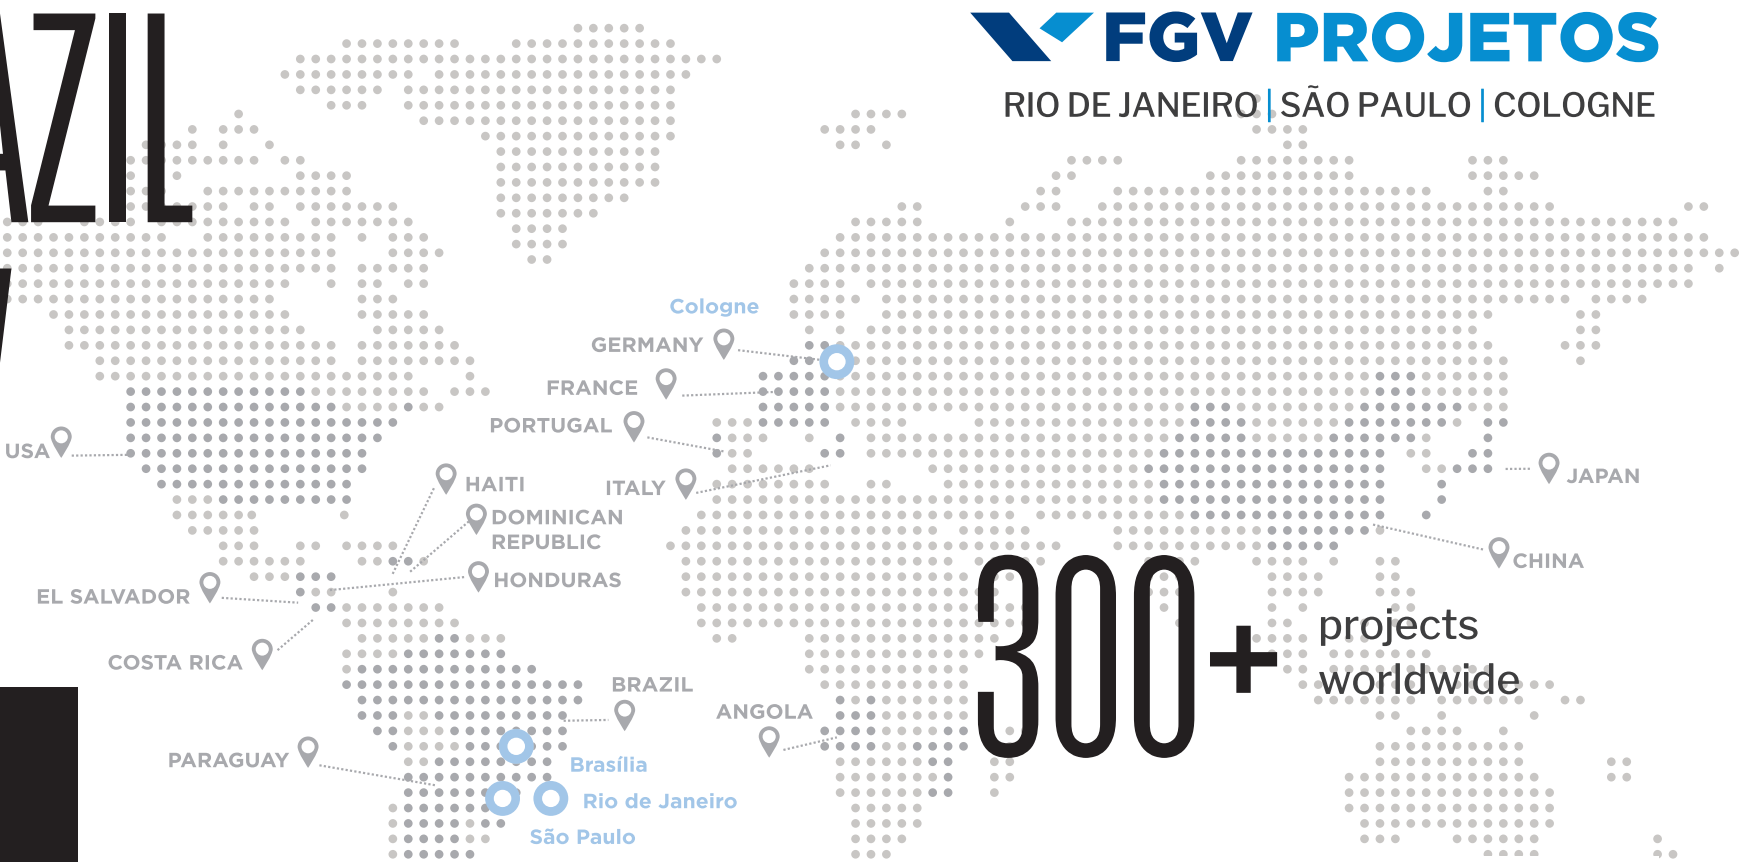 AZIL
FGV PROJETOS
RIO DE JANEIRO | SÃO PAULO | COLOGNE
Cologne
GERMANY
FRANCE
PORTUGAL
USA
HAITI
ITALY
JAPAN
DOMINICAN
REPUBLIC
CHINA
HONDURAS
EL SALVADOR
COSTA RICA
300+
projects
worldwide
BRAZIL
ANGOLA
PARAGUAY
Brasília
Rio de Janeiro
São Paulo